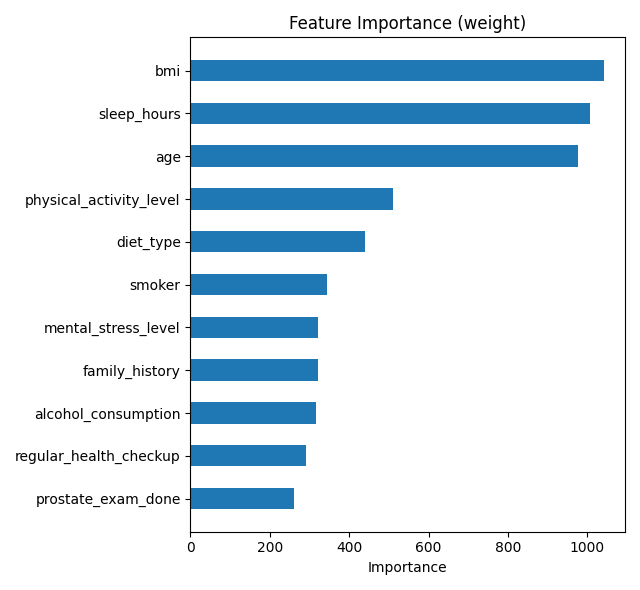 Feature Importance (weight)
bmi
sleep_hours
age
physical_activity_level
diet_type
smoker
mental_stress_level
family_history
alcohol_consumption
regular_health_checkup
prostate_exam_done
0 200 400 600 800 1000
Importance